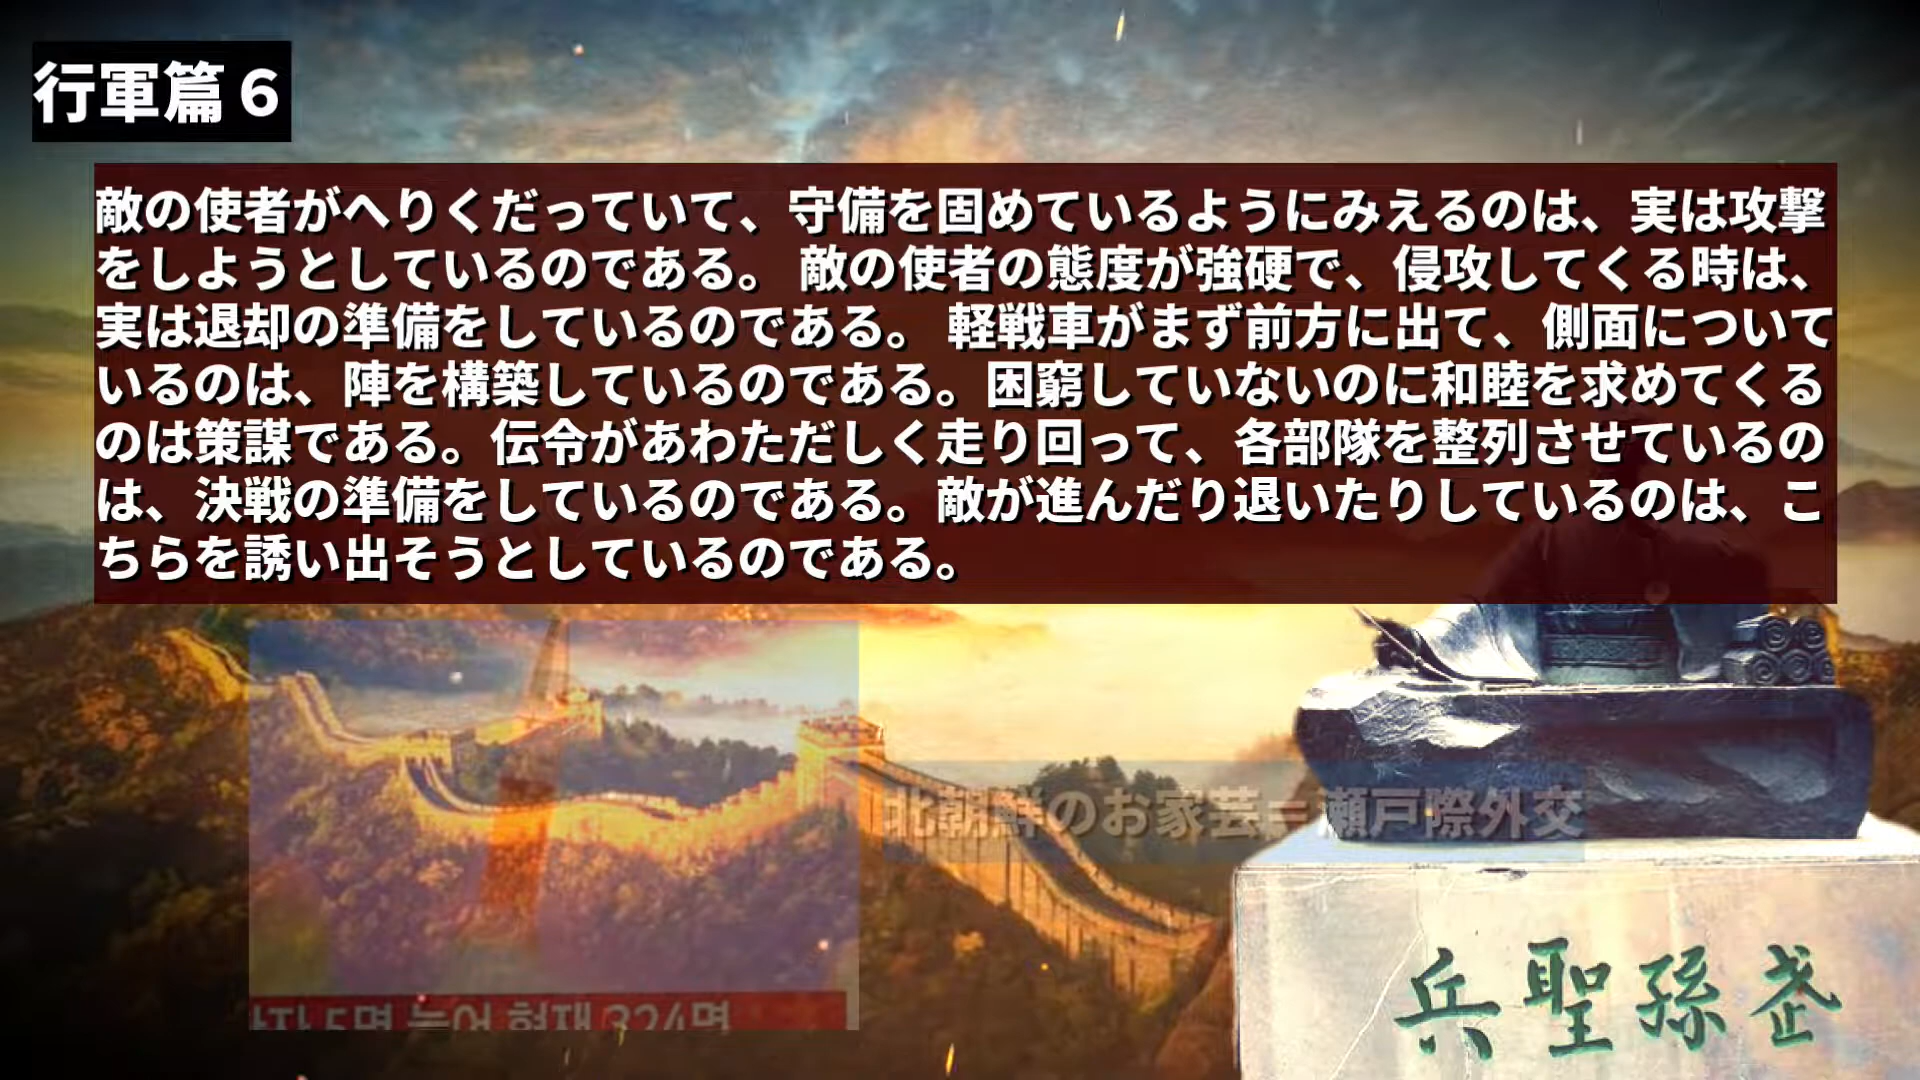 行軍篇６
敵の使者がへりくだっていて、守備を固めているようにみえるのは、実は攻撃
をしようとしているのである。 敵の使者の態度が強硬で、侵攻してくる時は、
実は退却の準備をしているのである。 軽戦車がまず前方に出て、側面について
いるのは、陣を構築しているのである。困窮していないのに和睦を求めてくる
のは策謀である。伝令があわただしく走り回って、各部隊を整列させているの
は、決戦の準備をしているのである。敵が進んだり退いたりしているのは、こ
ちらを誘い出そうとしているのである。
北朝鮮のお家芸＝瀬戸際外交
5명 늘어 현재 324명
兵聖孫武